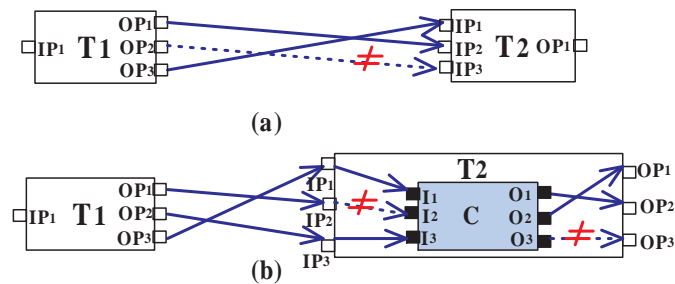 OP1 IP1
IP1 T1 OP2 IP2 T2 OP1
OP3 IP3
(a)
T2 OP1
IP1
OP1 I1 O1
IP1 T1 OP2 IP2 I2 C O2 OP2
OP3 I3 O3 OP3
IP3
(b)